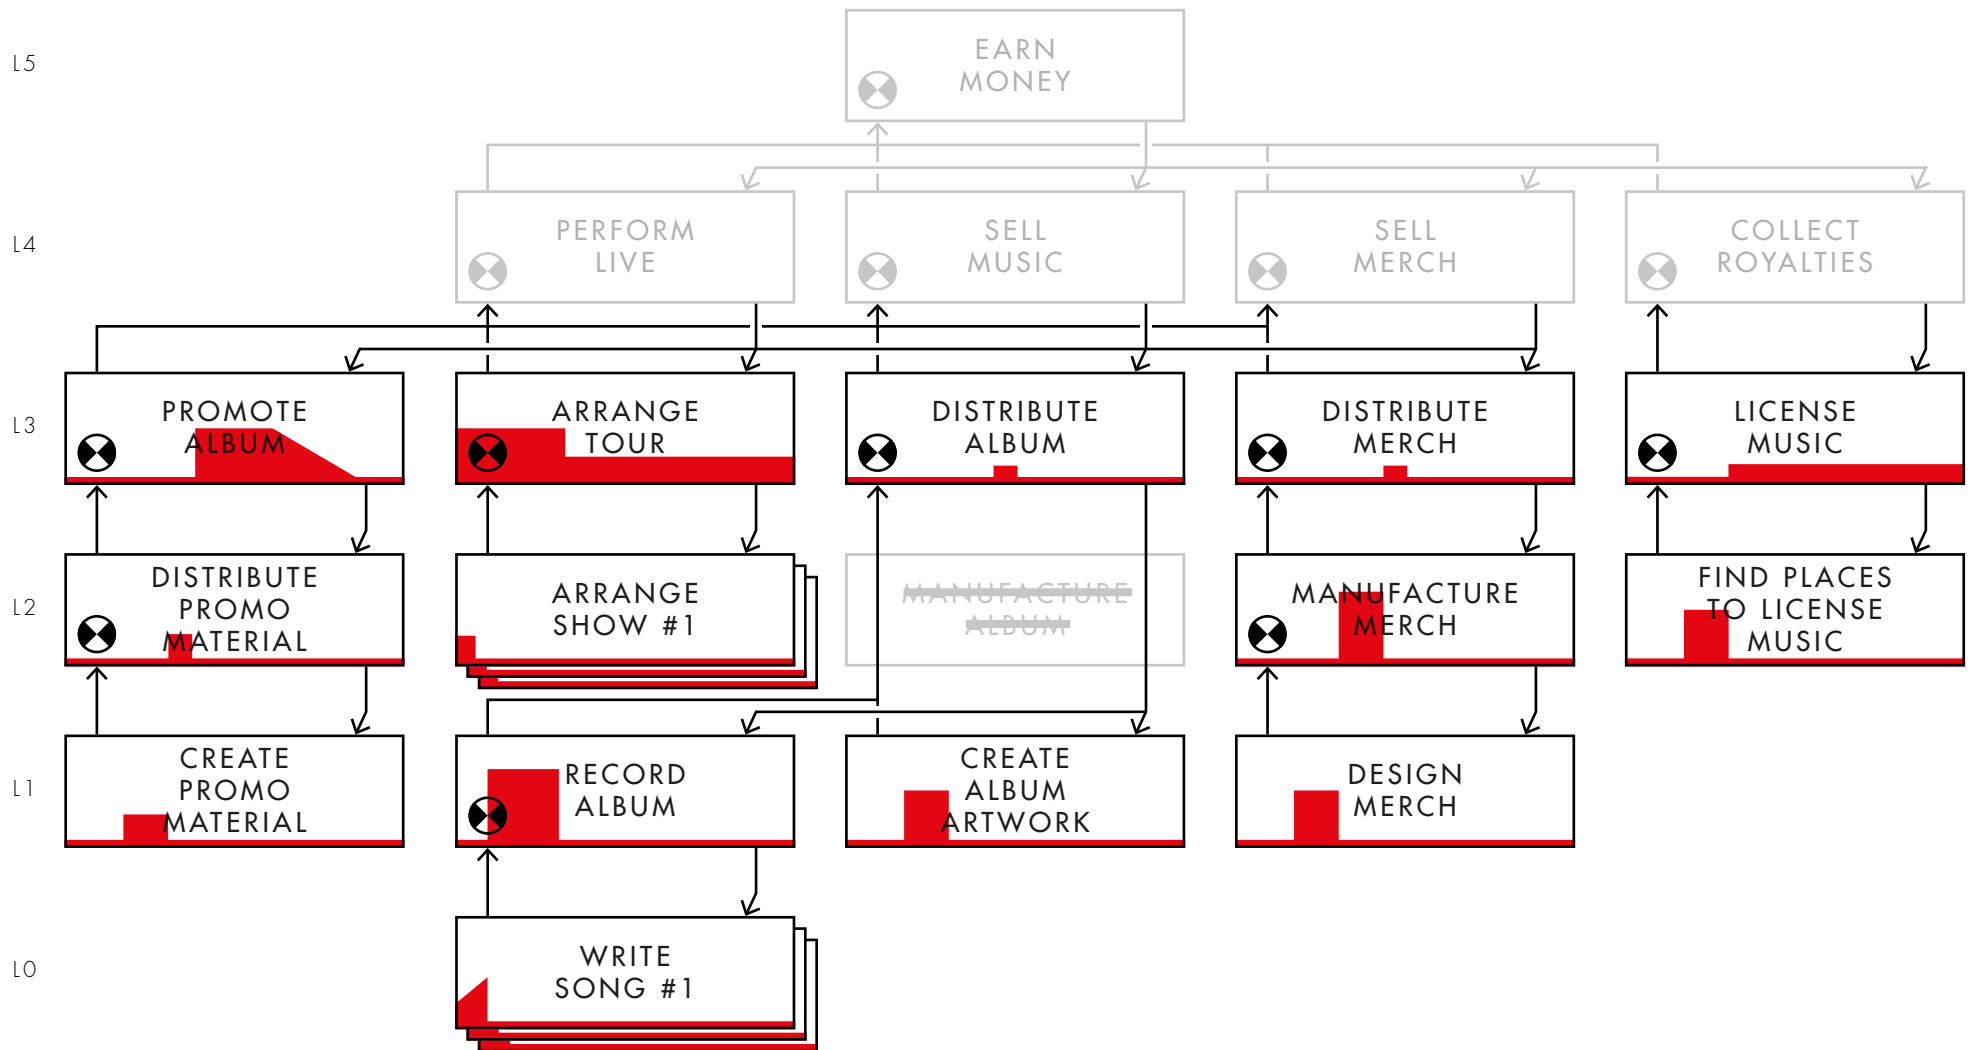 L5
EARN
MONEY
L4
PERFORM
LIVE
SELL
MUSIC
SELL
MERCH
COLLECT
ROYALTIES
L3
PROMOTE
ALBUM
ARRANGE
TOUR
DISTRIBUTE
ALBUM
DISTRIBUTE
MERCH
LICENSE
MUSIC
L2
DISTRIBUTE
PROMO
MATERIAL
ARRANGE
SHOW #1
MANUFACTURE
ALBUM
MANUFACTURE
MERCH
FIND PLACES
TO LICENSE
MUSIC
L1
CREATE
PROMO
MATERIAL
RECORD
ALBUM
CREATE
ALBUM
ARTWORK
DESIGN
MERCH
L0
WRITE
SONG #1